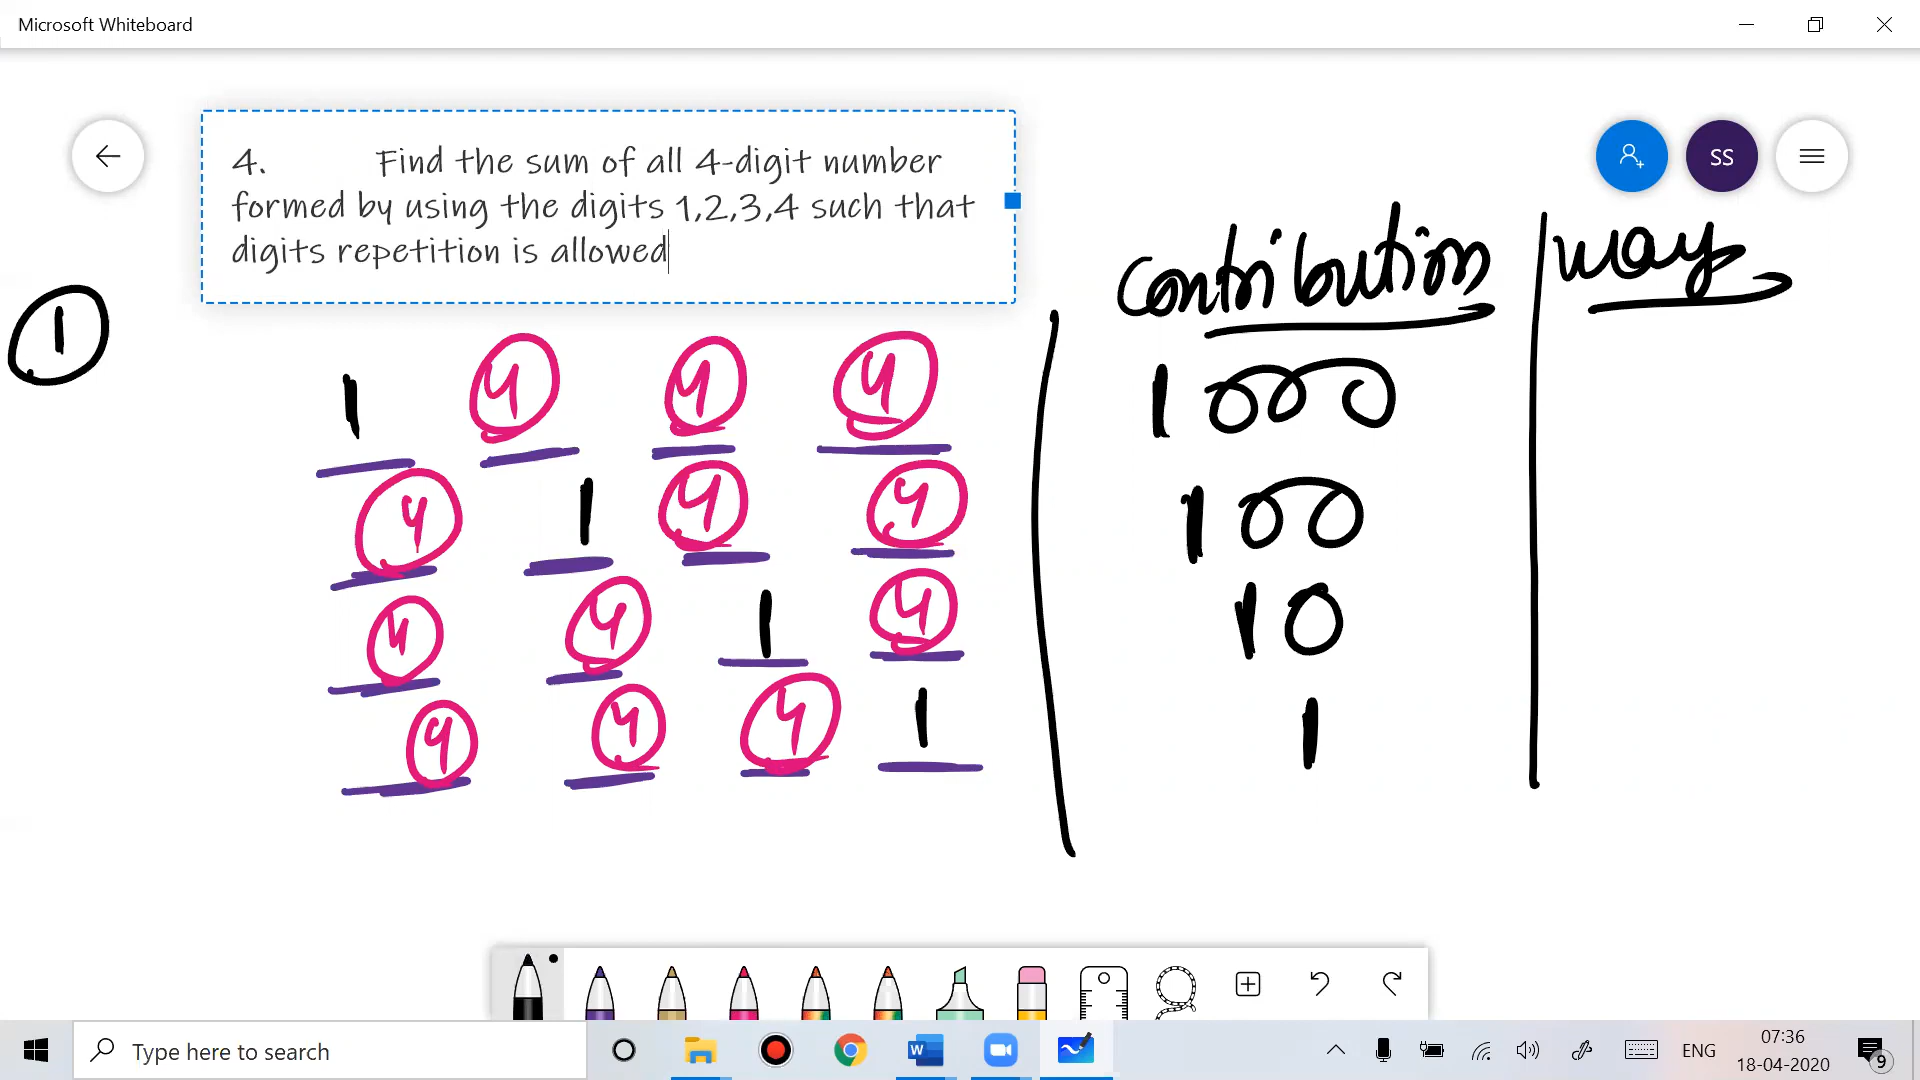 Microsoft Whiteboard
4. Find the sum of all 4-digit number
formed by using the digits 1,2,3,4 such that
digits repetition is allowed
SS
contribution way
1
1 4 4 4 1000
4 1 4 4 100
4 4 1 4 10
4 4 4 1 1
Type here to search
W
ENG
07:36
18-04-2020
9